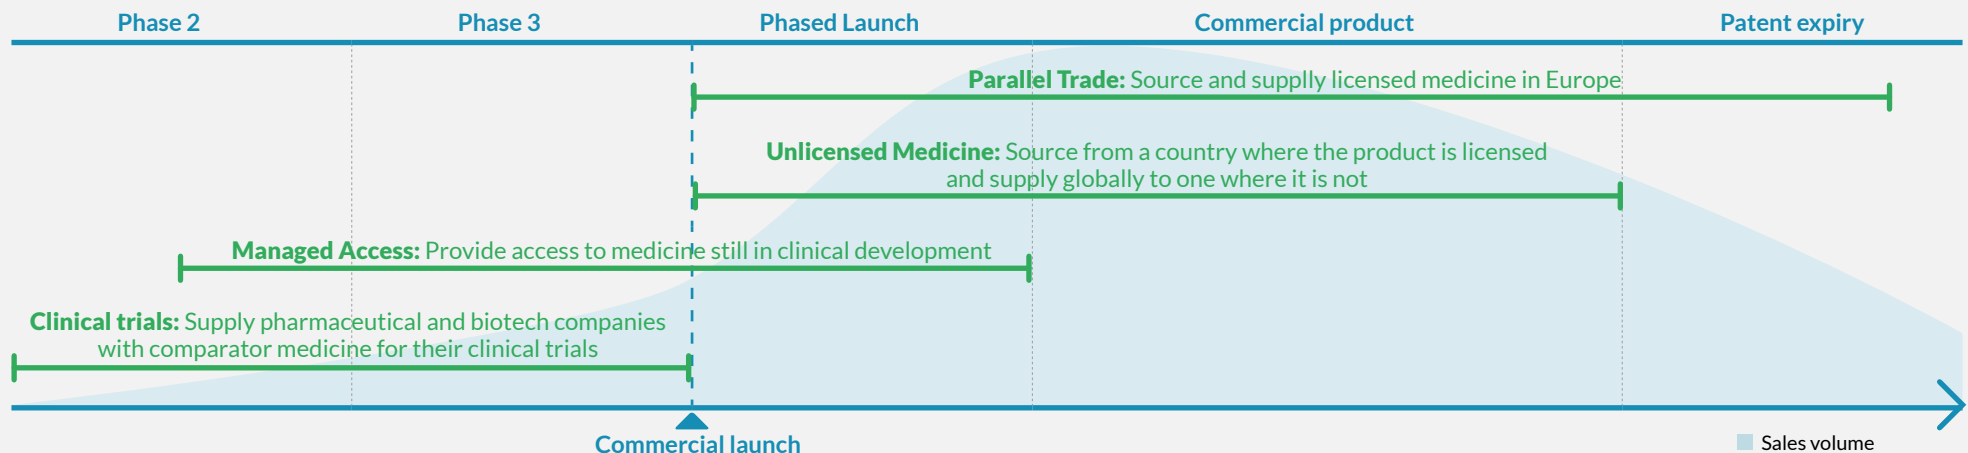 Phase 2
Phase 3
Phased Launch
Commercial product
Patent expiry
Parallel Trade: Source and supplly licensed medicine in Europe
Unlicensed Medicine: Source from a country where the product is licensed
and supply globally to one where it is not
Managed Access: Provide access to medicine still in clinical development
Clinical trials: Supply pharmaceutical and biotech companies
with comparator medicine for their clinical trials
Commercial launch
Sales volume